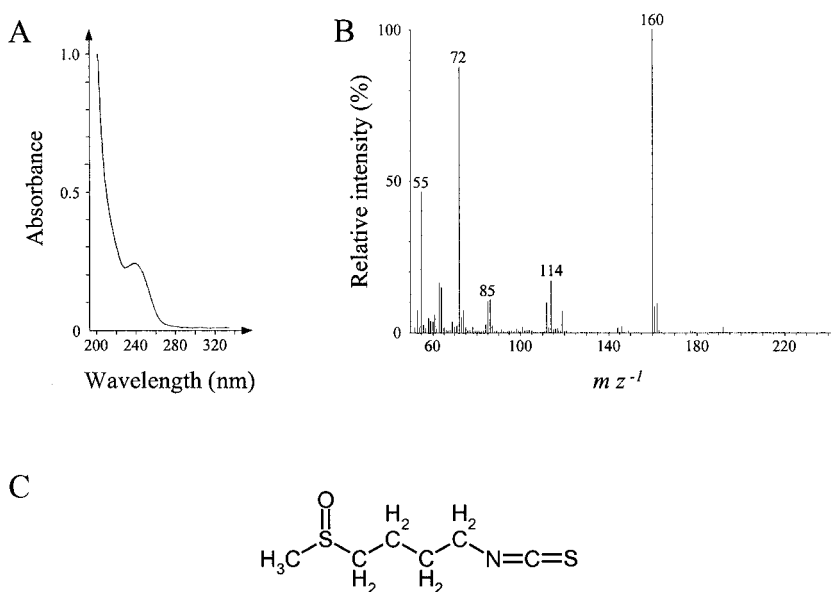 A
Absorbance
1.0
0.5
0
200 240 280 320
Wavelength (nm)
B
Relative intensity (%)
100
50
0
160
72
55
85
114
60 100 140 180 220
m z⁻¹
C
O
S
H₃C
C
H₂
H₂
C
C
H₂
H₂
C
N=C=S